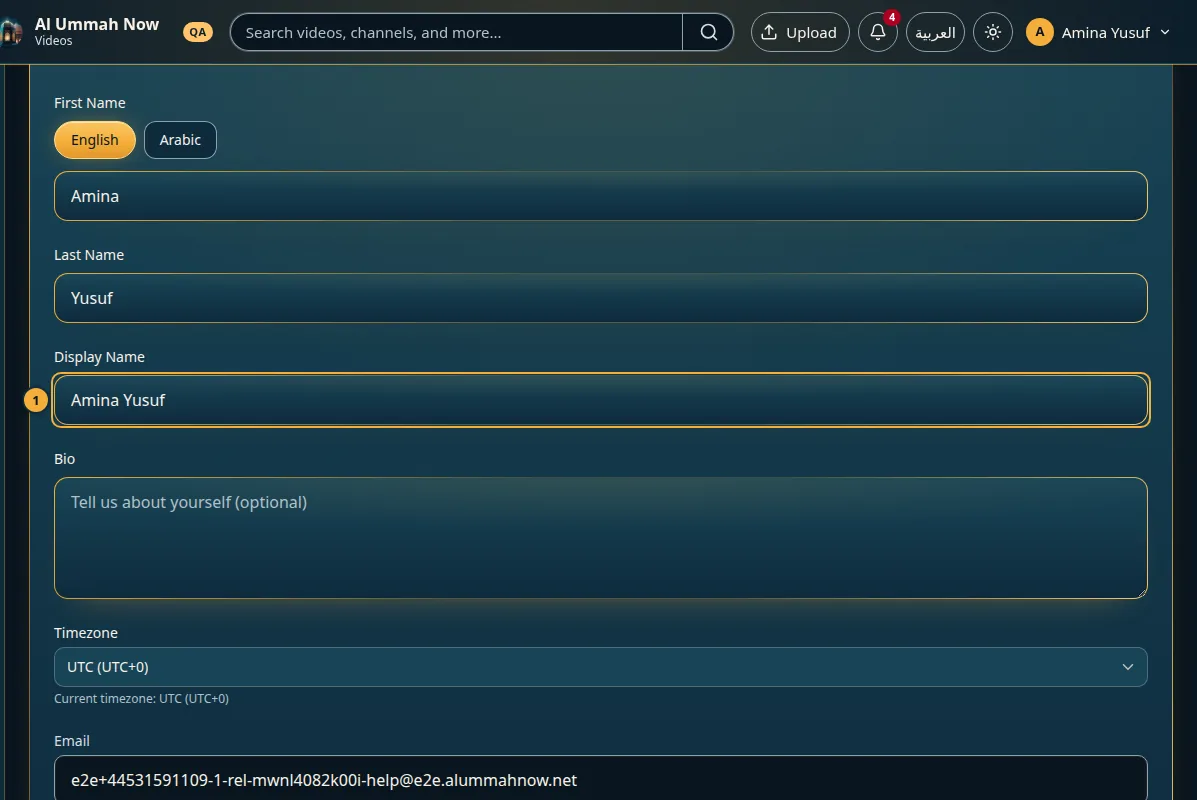 Al Ummah Now
Videos
QA
Search videos, channels, and more...
Upload
4
العربية
A
Amina Yusuf
First Name
English
Arabic
Amina
Last Name
Yusuf
Display Name
1
Amina Yusuf
Bio
Tell us about yourself (optional)
Timezone
UTC (UTC+0)
Current timezone: UTC (UTC+0)
Email
e2e+44531591109-1-rel-mwnl4082k00i-help@e2e.alummahnow.net